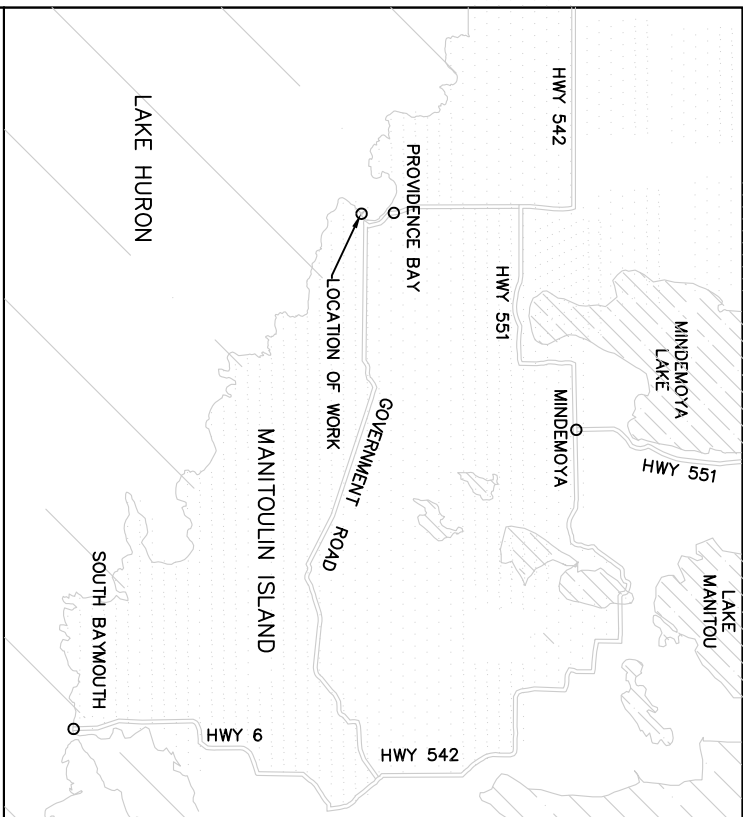 HWY 542
PROVIDENCE BAY
HWY 551
MINDEMOYA
LAKE
MINDEMOYA
HWY 551
LAKE
MANITOU
LAKE HURON
LOCATION OF WORK
GOVERNMENT ROAD
MANITOULIN ISLAND
SOUTH BAYMOUTH
HWY 6
HWY 542